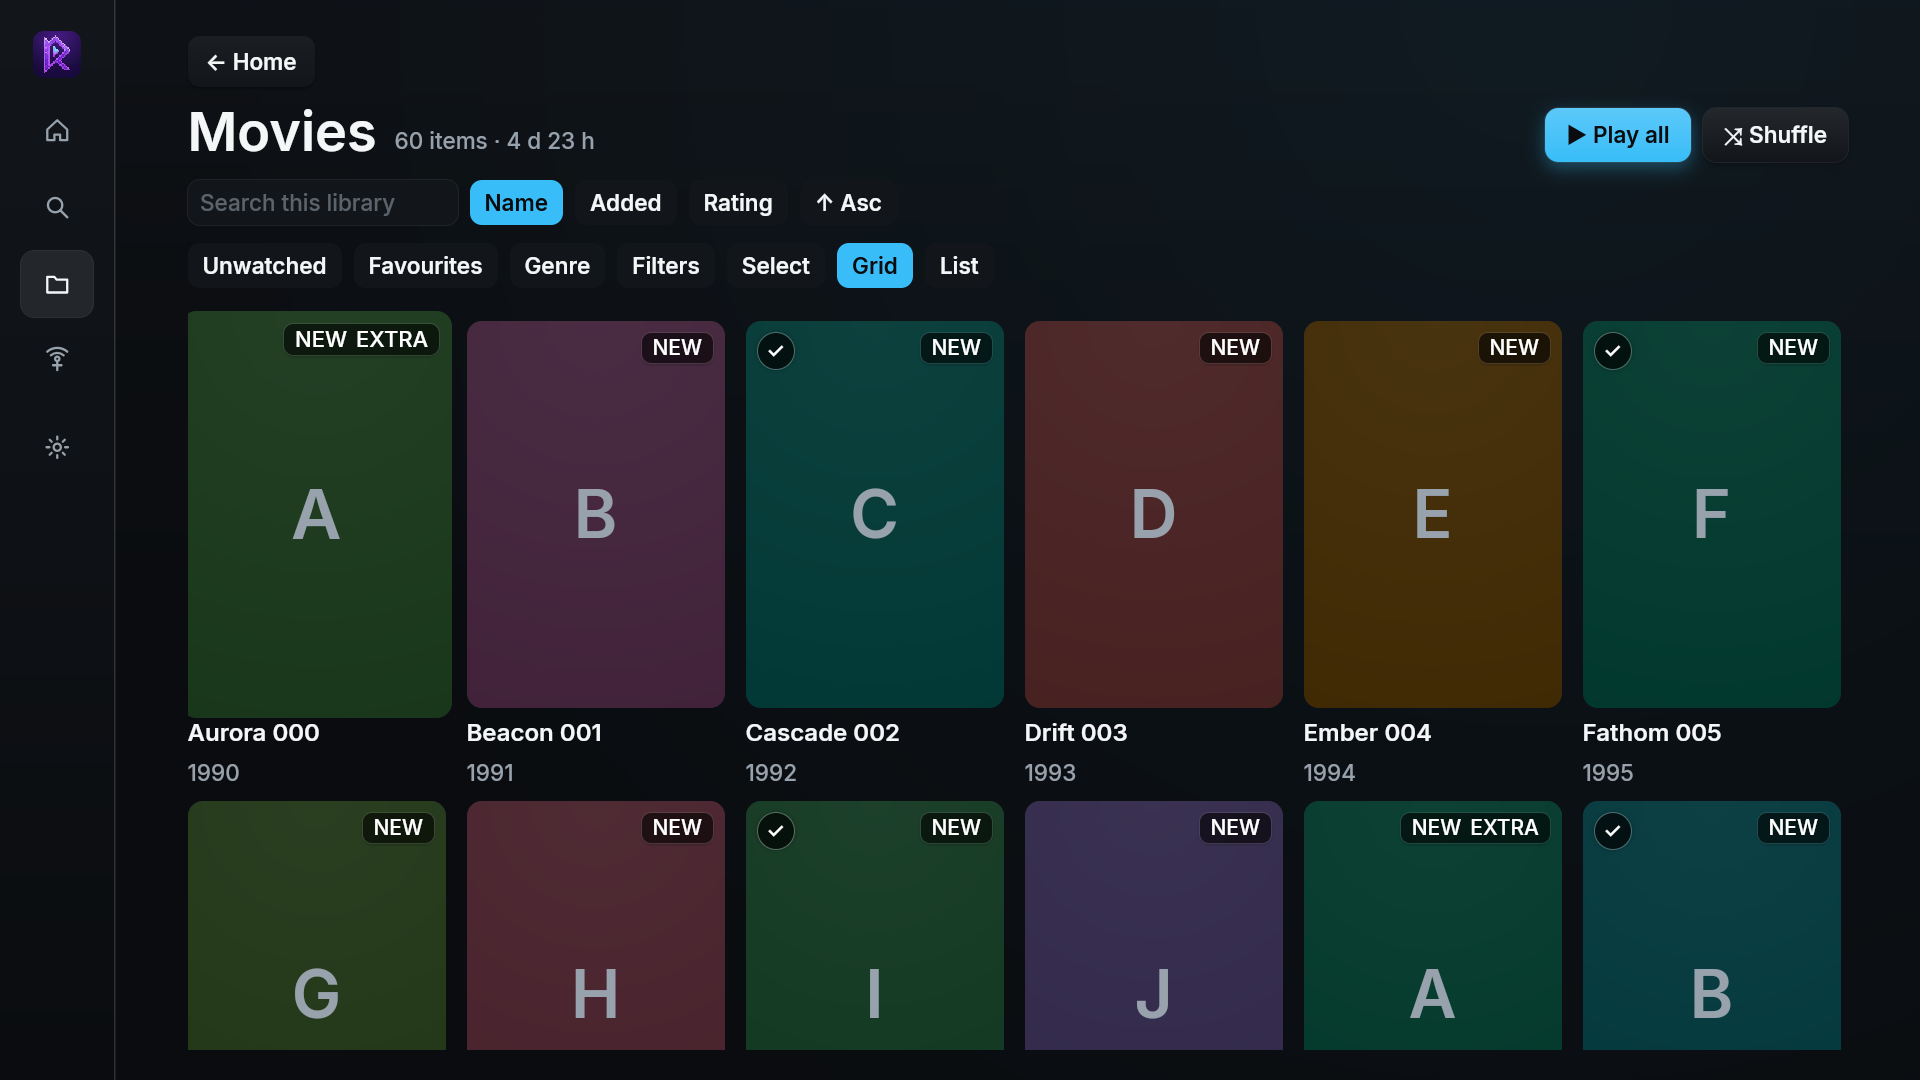 ← Home
Movies 60 items · 4 d 23 h
▶ Play all
Shuffle
Search this library
Name
Added
Rating
↑ Asc
Unwatched
Favourites
Genre
Filters
Select
Grid
List
NEW EXTRA
A
Aurora 000
1990
NEW
B
Beacon 001
1991
NEW
C
Cascade 002
1992
NEW
D
Drift 003
1993
NEW
E
Ember 004
1994
NEW
F
Fathom 005
1995
NEW
G
NEW
H
NEW
I
NEW
J
NEW EXTRA
A
NEW
B